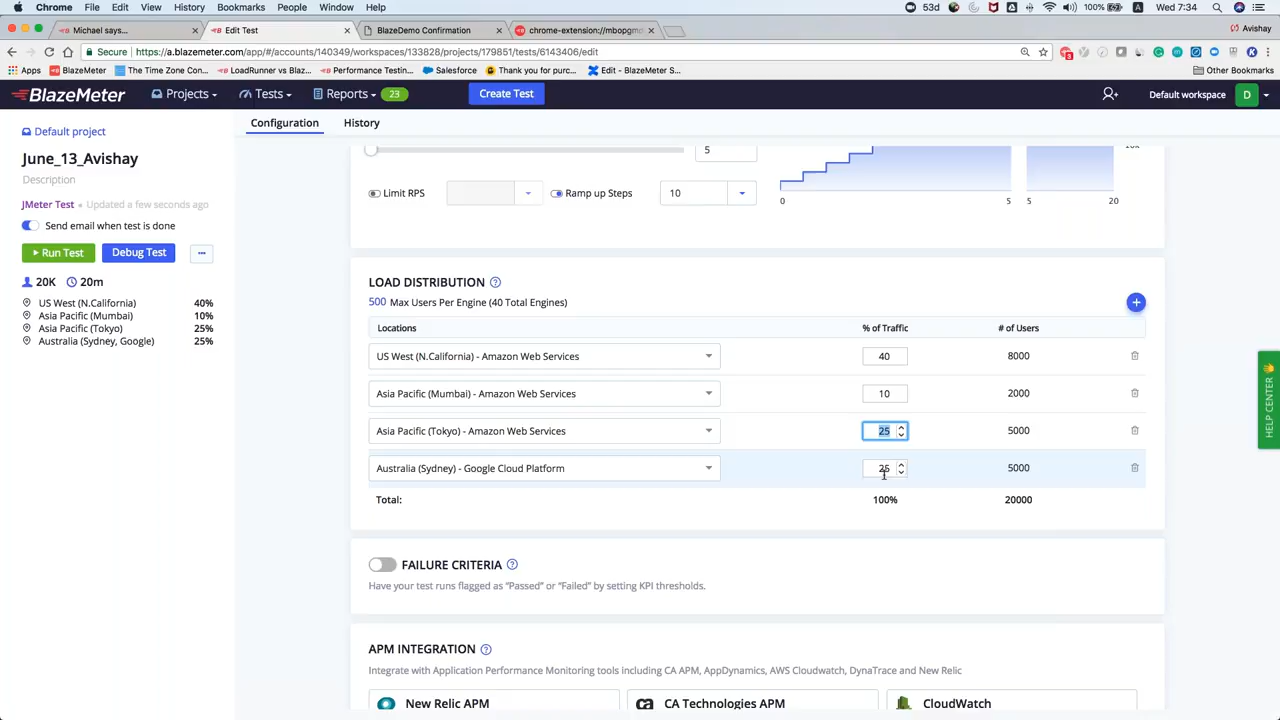 Chrome File Edit View History Bookmarks People Window Help 53d 100% Wed 7:34
Michael says... × Edit Test × BlazeDemo Confirmation × chrome-extension://mbopgmd × Avishay
Secure https://a.blazemeter.com/app/#/accounts/140349/workspaces/133828/projects/179851/tests/6143406/edit
Apps BlazeMeter The Time Zone Con... LoadRunner vs Blaz... Performance Testin... Salesforce Thank you for purc... Edit - BlazeMeter S... Other Bookmarks
BlazeMeter Projects Tests Reports 23 Create Test Default workspace D
Configuration History
Default project
June_13_Avishay
Description
JMeter Test • Updated a few seconds ago
Send email when test is done
Run Test Debug Test ...
20K 20m
US West (N.California) 40%
Asia Pacific (Mumbai) 10%
Asia Pacific (Tokyo) 25%
Australia (Sydney, Google) 25%
5
Limit RPS Ramp up Steps 10
0 5 5 20
LOAD DISTRIBUTION ?
500 Max Users Per Engine (40 Total Engines) +
Locations % of Traffic # of Users
US West (N.California) - Amazon Web Services 40 8000
Asia Pacific (Mumbai) - Amazon Web Services 10 2000
Asia Pacific (Tokyo) - Amazon Web Services 25 5000
Australia (Sydney) - Google Cloud Platform 25 5000
Total: 100% 20000
FAILURE CRITERIA ?
Have your test runs flagged as “Passed” or “Failed” by setting KPI thresholds.
APM INTEGRATION ?
Integrate with Application Performance Monitoring tools including CA APM, AppDynamics, AWS Cloudwatch, DynaTrace and New Relic
New Relic APM ca CA Technologies APM CloudWatch
HELP CENTER